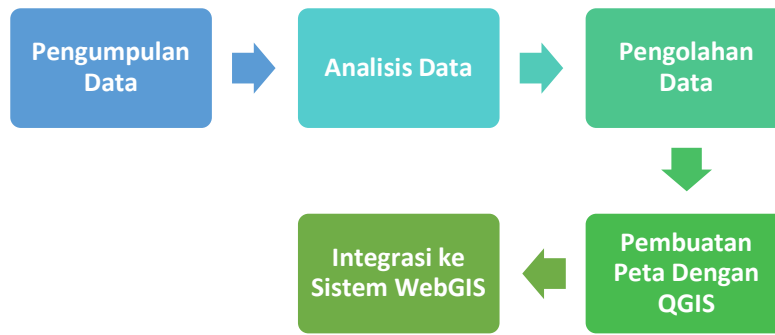 Pengumpulan
Data
Analisis Data
Pengolahan
Data
Pembuatan
Peta Dengan
QGIS
Integrasi ke
Sistem WebGIS